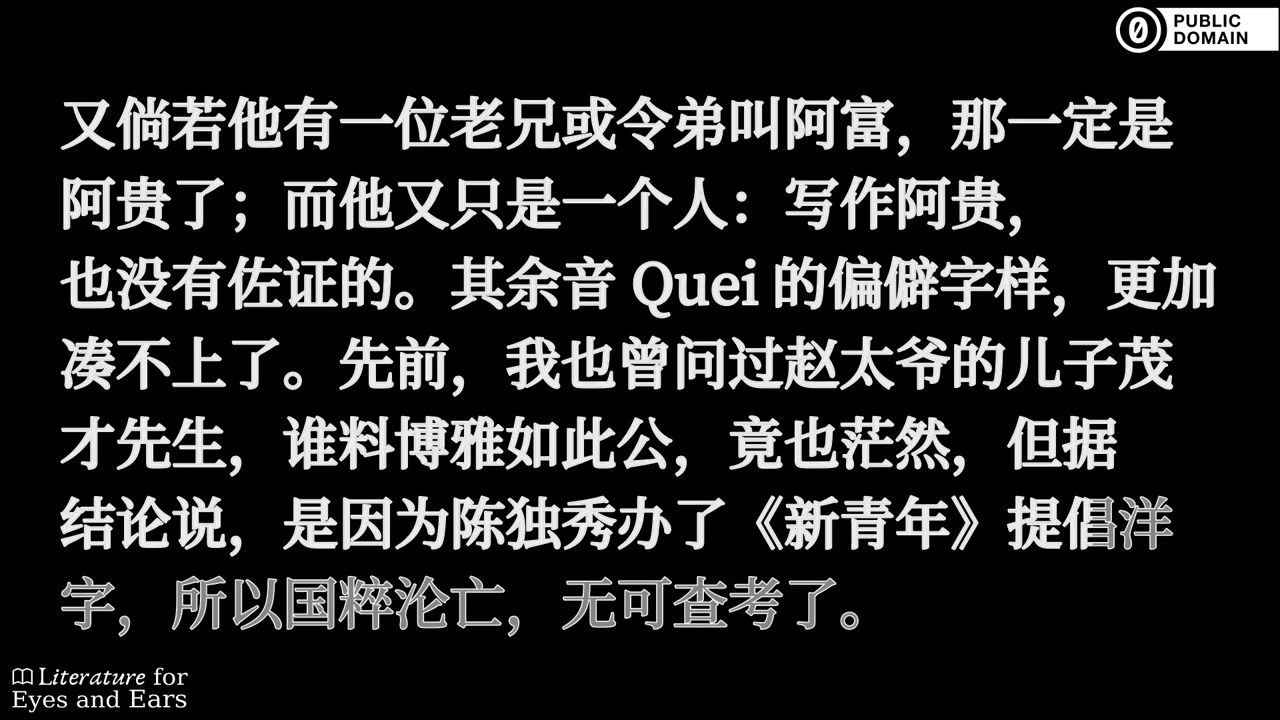 PUBLIC
DOMAIN
又倘若他有一位老兄或令弟叫阿富，那一定是
阿贵了；而他又只是一个人：写作阿贵，
也没有佐证的。其余音 Quei 的偏僻字样，更加
凑不上了。先前，我也曾问过赵太爷的儿子茂
才先生，谁料博雅如此公，竟也茫然，但据
结论说，是因为陈独秀办了《新青年》提倡洋
字，所以国粹沦亡，无可查考了。
Literature for
Eyes and Ears